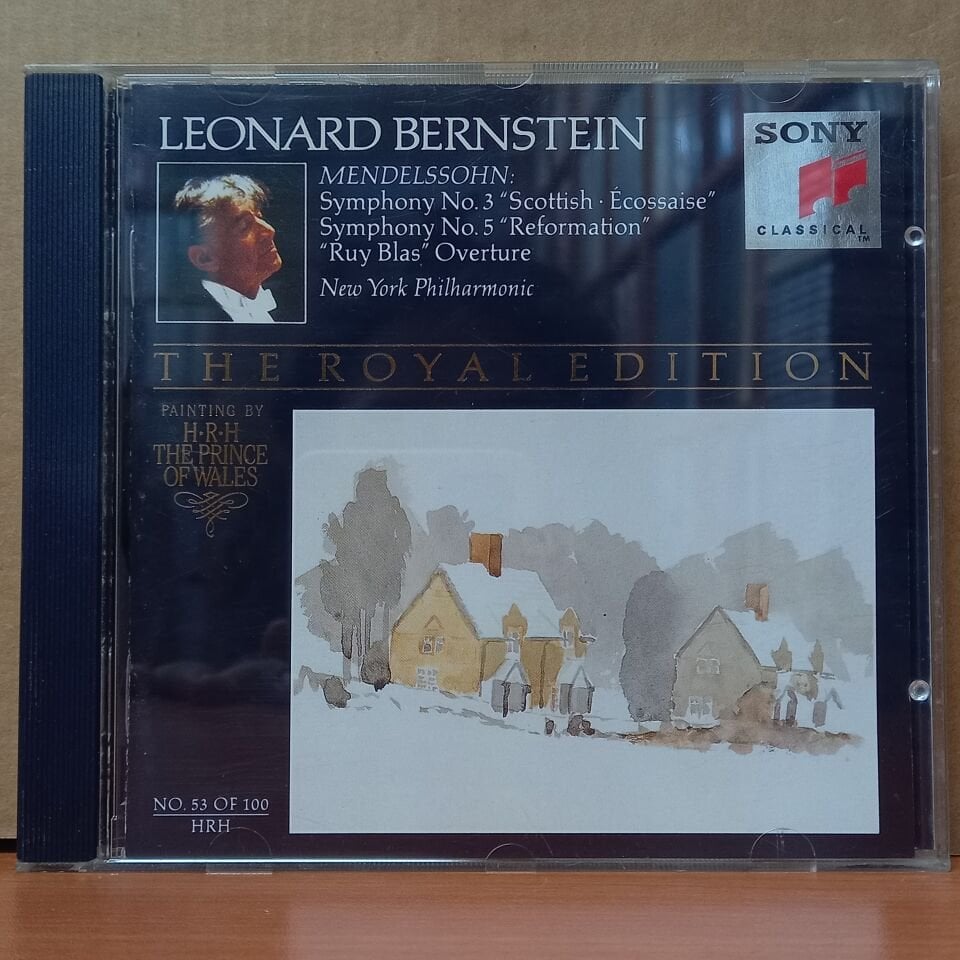 LEONARD BERNSTEIN
MENDELSSOHN:
Symphony No. 3 “Scottish · Écossaise”
Symphony No. 5 “Reformation”
“Ruy Blas” Overture
New York Philharmonic
SONY
CLASSICAL™
THE ROYAL EDITION
PAINTING BY
H·R·H
THE PRINCE
OF WALES
NO. 53 OF 100
HRH